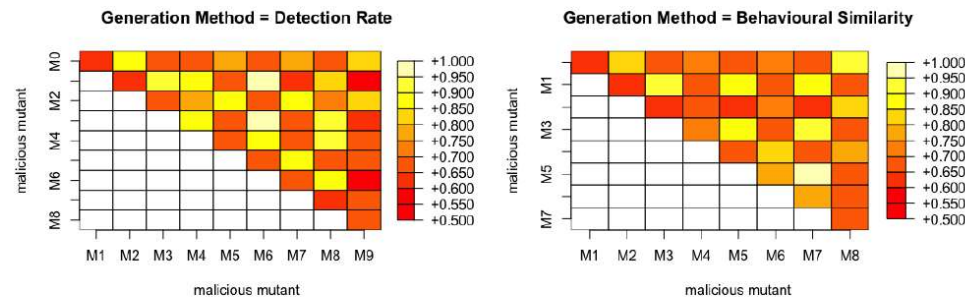 Generation Method = Detection Rate
malicious mutant
M0
M2
M4
M6
M8
M1 M2 M3 M4 M5 M6 M7 M8 M9
malicious mutant
+1.000
+0.950
+0.900
+0.850
+0.800
+0.750
+0.700
+0.650
+0.600
+0.550
+0.500
Generation Method = Behavioural Similarity
malicious mutant
M1
M3
M5
M7
M1 M2 M3 M4 M5 M6 M7 M8
malicious mutant
+1.000
+0.950
+0.900
+0.850
+0.800
+0.750
+0.700
+0.650
+0.600
+0.550
+0.500